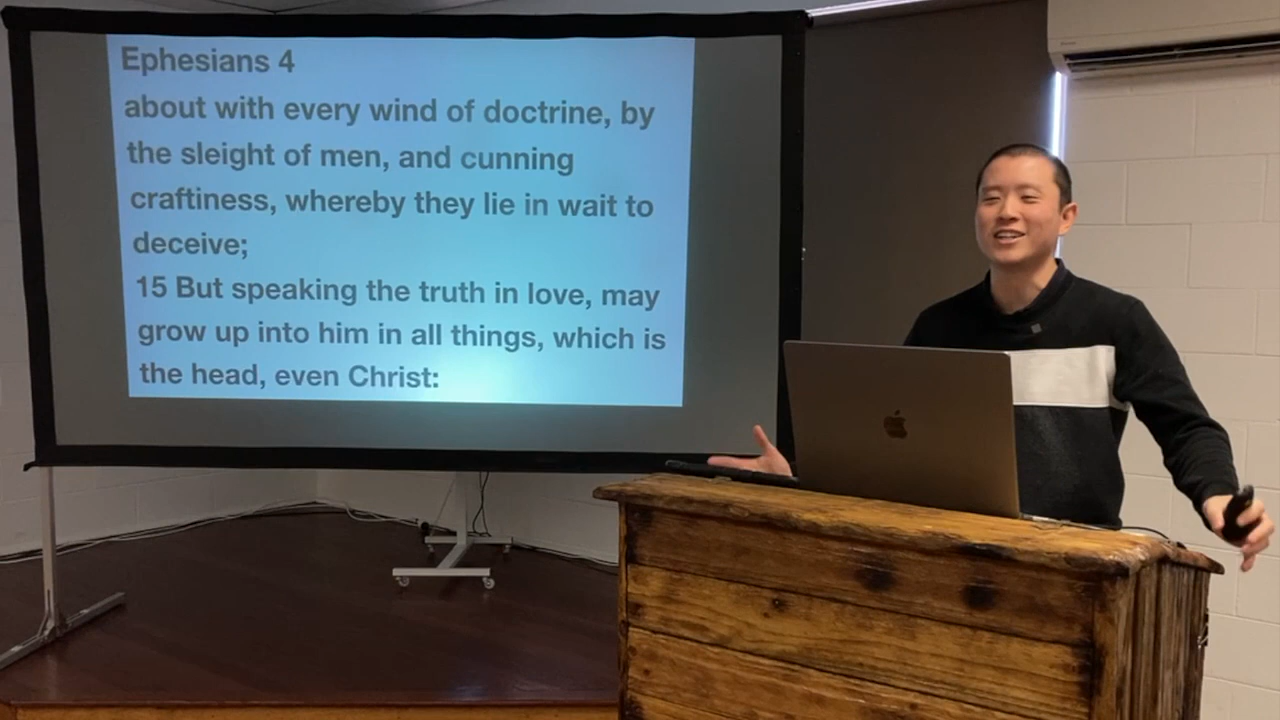 Ephesians 4
about with every wind of doctrine, by
the sleight of men, and cunning
craftiness, whereby they lie in wait to
deceive;
15 But speaking the truth in love, may
grow up into him in all things, which is
the head, even Christ: